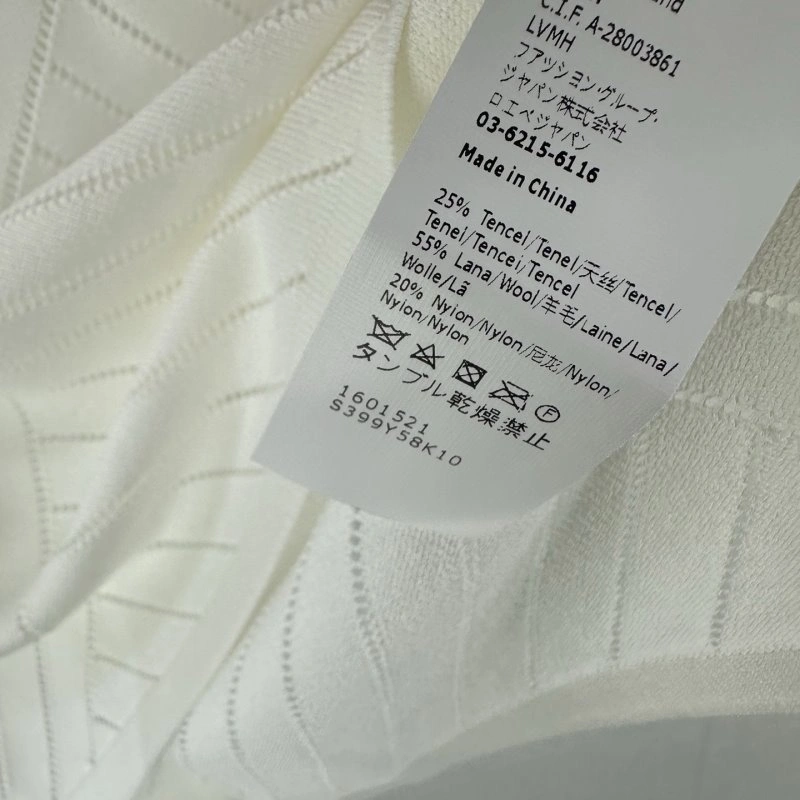 C.I.F. A-28003861
LVMH
ファッション・グループ・
ジャパン株式会社
ロエベジャパン
03-6215-6116
Made in China
25% Tencel/Tenel/天丝/Tencel/
Tenei/Tencei/Tencel
55% Lana/Wool/羊毛/Laine/Lana/
Wolle/Lã
20% Nylon/Nylon/尼龙/Nylon/
Nylon/Nylon
F
タンブル乾燥禁止
1601521
S399Y58K10